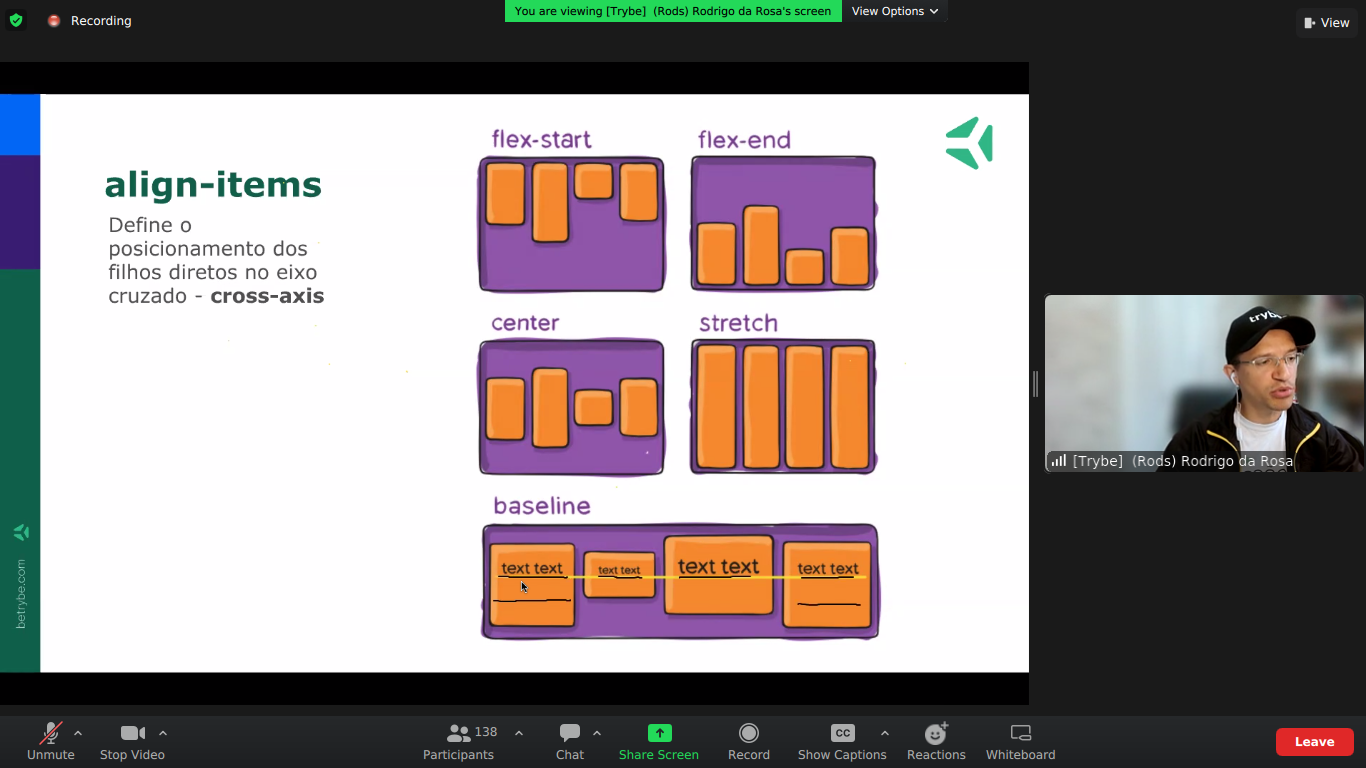 Recording
You are viewing [Trybe]  (Rods) Rodrigo da Rosa's screen
View Options
View
align-items
Define o
posicionamento dos
filhos diretos no eixo
cruzado - cross-axis
flex-start
flex-end
center
stretch
baseline
text text
text text
text text
text text
betrybe.com
trybe
[Trybe]  (Rods) Rodrigo da Rosa
Unmute
Stop Video
138
Participants
Chat
Share Screen
Record
CC
Show Captions
Reactions
Whiteboard
Leave